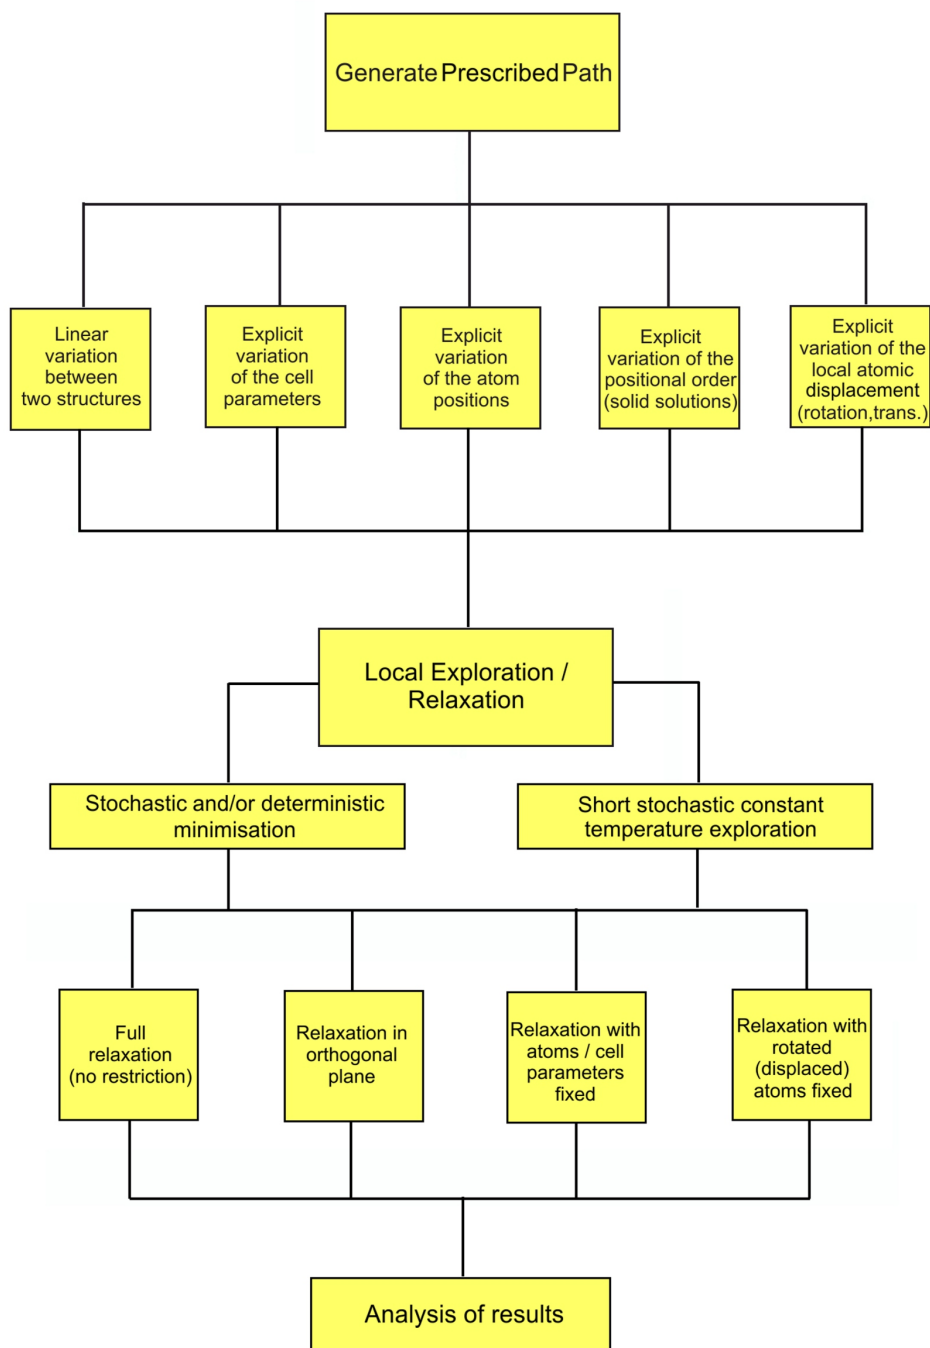 Generate Prescribed Path
Linear
variation
between
two structures
Explicit
variation
of the cell
parameters
Explicit
variation
of the atom
positions
Explicit
variation of the
positional order
(solid solutions)
Explicit
variation of the
local atomic
displacement
(rotation,trans.)
Local Exploration /
Relaxation
Stochastic and/or deterministic
minimisation
Short stochastic constant
temperature exploration
Full
relaxation
(no restriction)
Relaxation in
orthogonal
plane
Relaxation with
atoms / cell
parameters
fixed
Relaxation with
rotated
(displaced)
atoms fixed
Analysis of results